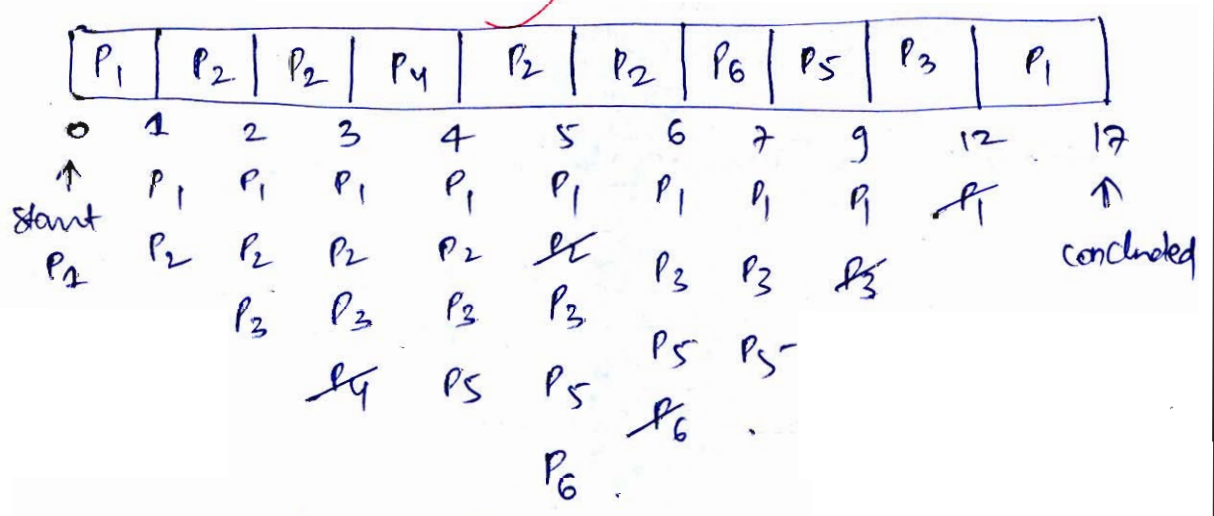 P1 P2 P2 P4 P2 P2 P6 P5 P3 P1
0 1 2 3 4 5 6 7 9 12 17
↑ P1 P1 P1 P1 P1 P1 P1 P1 P1 ↑
start P2 P2 P2 P2 P2 P3 P3 P3 concluded
P1 P3 P3 P3 P3 P5 P5
P4 P5 P5 P6
P6